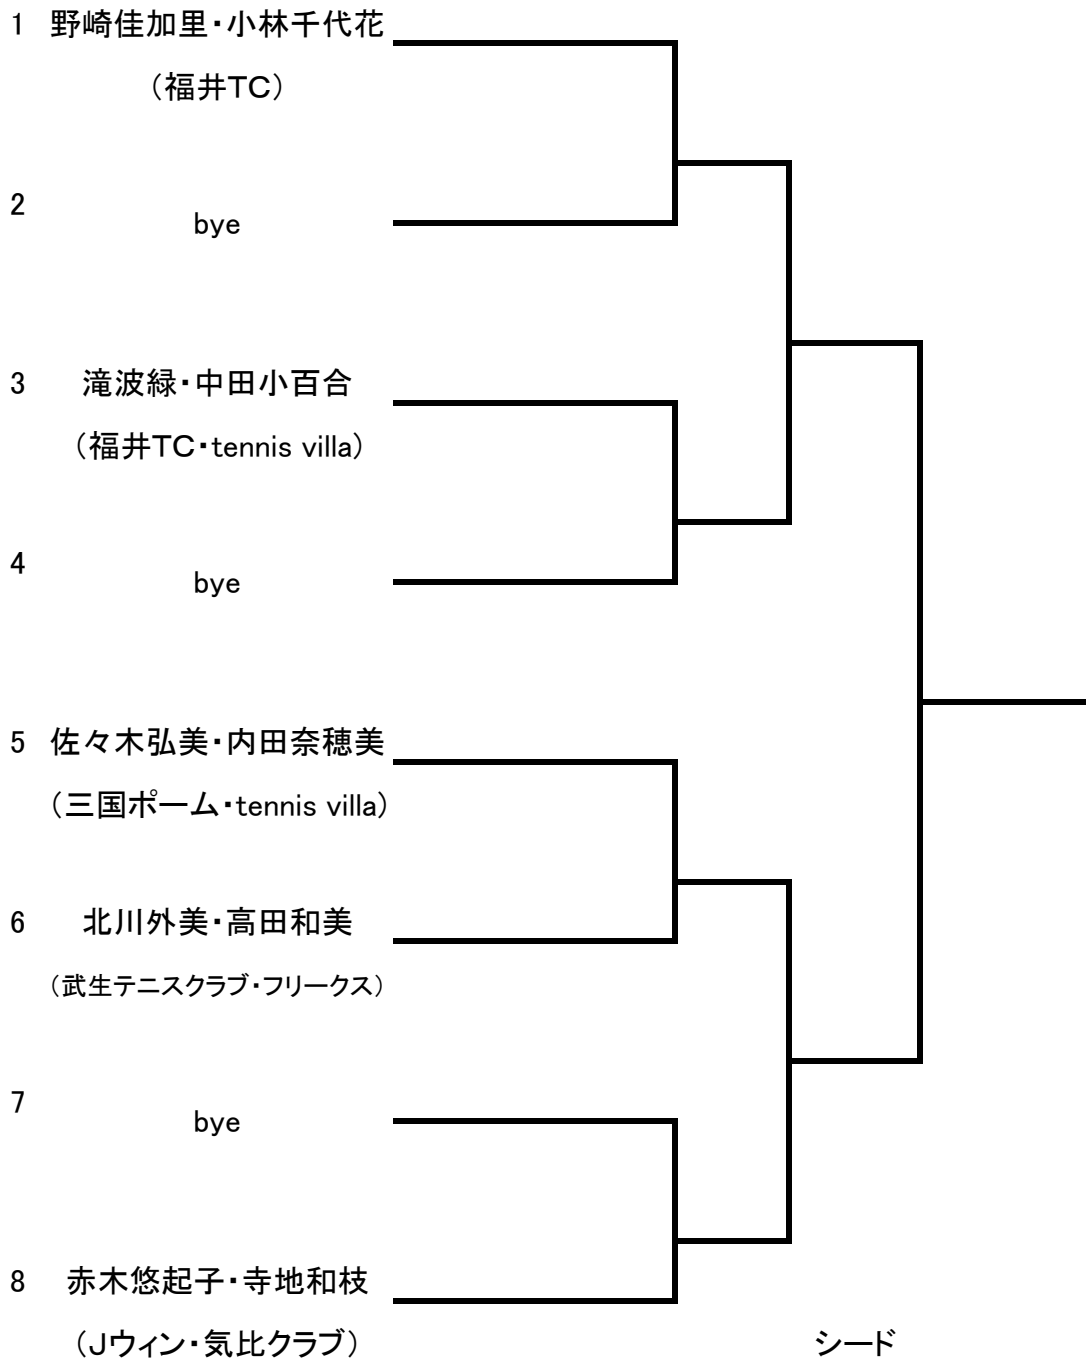 1 野崎佳加里・小林千代花
（福井TC）
2
bye
3 滝波緑・中田小百合
（福井TC・tennis villa）
4
bye
5 佐々木弘美・内田奈穂美
（三国ポーム・tennis villa）
6 北川外美・高田和美
（武生テニスクラブ・フリークス）
7
bye
8 赤木悠起子・寺地和枝
（Jウィン・気比クラブ）
シード